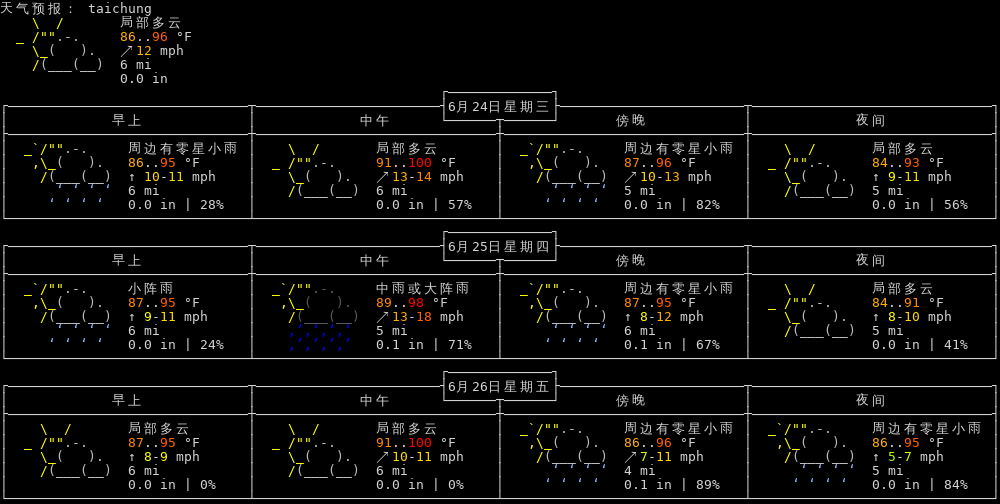 天气预报： taichung
局部多云
86..96 °F
↗12 mph
6 mi
0.0 in
6月24日星期三
早上 中午 傍晚 夜间
周边有零星小雨 局部多云 周边有零星小雨 局部多云
86..95 °F 91..100 °F 87..96 °F 84..93 °F
↑ 10-11 mph ↗13-14 mph ↗10-13 mph ↑ 9-11 mph
6 mi 6 mi 5 mi 5 mi
0.0 in | 28% 0.0 in | 57% 0.0 in | 82% 0.0 in | 56%
6月25日星期四
早上 中午 傍晚 夜间
小阵雨 中雨或大阵雨 周边有零星小雨 局部多云
87..95 °F 89..98 °F 87..95 °F 84..91 °F
↑ 9-11 mph ↗13-18 mph ↑ 8-12 mph ↑ 8-10 mph
6 mi 5 mi 6 mi 5 mi
0.0 in | 24% 0.1 in | 71% 0.1 in | 67% 0.0 in | 41%
6月26日星期五
早上 中午 傍晚 夜间
局部多云 局部多云 周边有零星小雨 周边有零星小雨
87..95 °F 91..100 °F 86..96 °F 86..95 °F
↑ 8-9 mph ↑ 10-11 mph ↗7-11 mph ↑ 5-7 mph
6 mi 6 mi 4 mi 5 mi
0.0 in | 0% 0.0 in | 0% 0.1 in | 89% 0.0 in | 84%